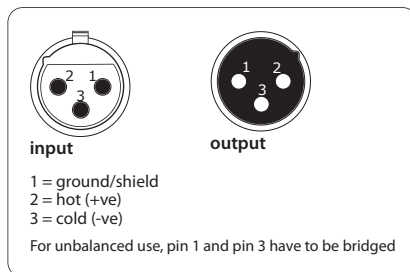 2 1
3
1 2
3
input
output
1 = ground/shield
2 = hot (+ve)
3 = cold (-ve)
For unbalanced use, pin 1 and pin 3 have to be bridged